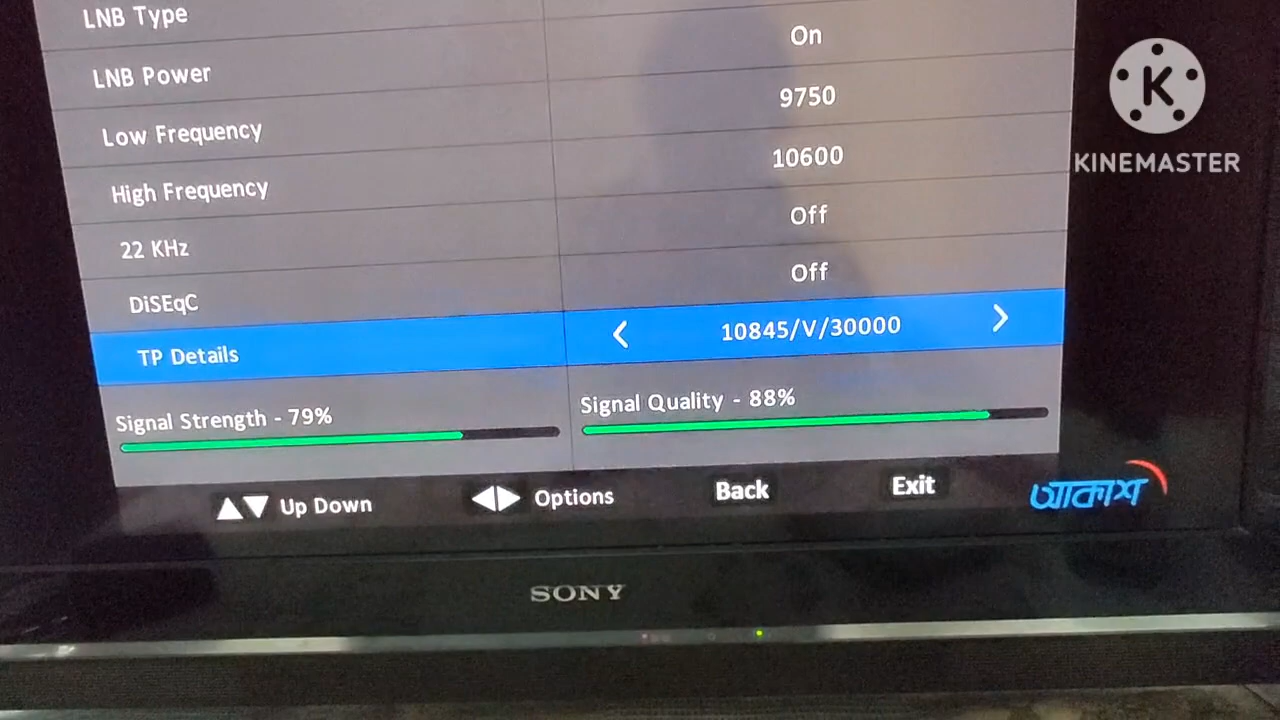 LNB Type
On
LNB Power
9750
Low Frequency
10600
High Frequency
Off
22 KHz
Off
DiSEqC
10845/V/30000
TP Details
Signal Strength - 79%
Signal Quality - 88%
Up Down
Options
Back
Exit
আকাশ
SONY
K
KINEMASTER